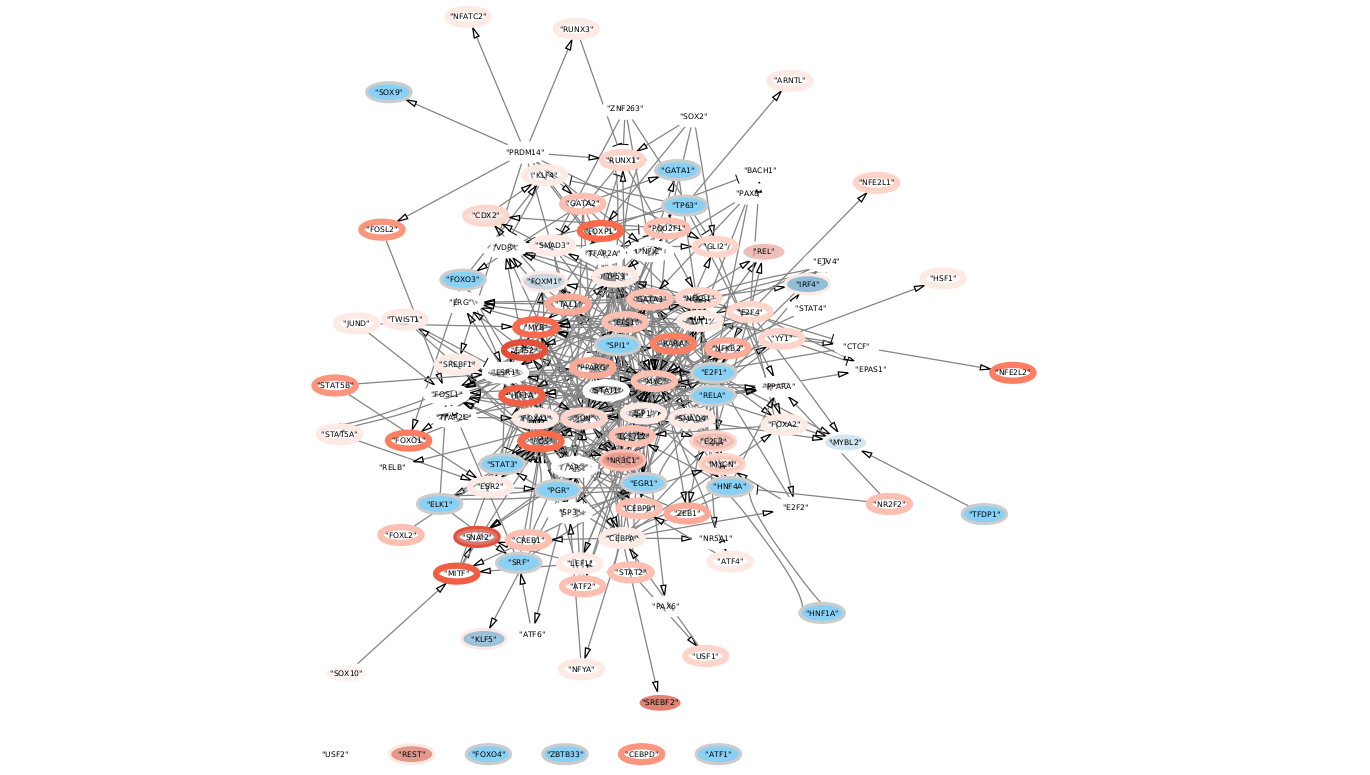 "NFATC2"
"RUNX3"
"ARNTL"
"SOX9"
"ZNF263"
"SOX2"
"PRDM14"
"RUNX1"
"GATA1"
"BACH1"
"KLF4"
"NFE2L1"
"GATA2"
"TP63"
"CDX2"
"FOSL2"
"FOXP1"
"POU2F1"
"VDR"
"SMAD3"
"GLI2"
"REL"
"ETV4"
"FOXO3"
"FOXM1"
"IRF4"
"HSF1"
"ERG"
"TAL1"
"GATA3"
"STAT4"
"E2F4"
"JUND"
"TWIST1"
"ETS1"
"MYB"
"YY1"
"SPI1"
"RARA"
"NFKB2"
"CTCF"
"ETS2"
"SREBF1"
"PPARG"
"ESR1"
"E2F1"
"EPAS1"
"NFE2L2"
"STAT5B"
"MYC"
"PPARA"
"STAT1"
"FOSL1"
"HIF1A"
"RELA"
"JUN"
"SP1"
"SMAD4"
"FOXA2"
"STAT5A"
"FOXO1"
"E2F3"
"MYBL2"
"RELB"
"STAT3"
"NR3C1"
"MYCN"
"ESR2"
"PGR"
"EGR1"
"HNF4A"
"ELK1"
"CEBPB"
"E2F2"
"NR2F2"
"SP3"
"ZEB1"
"TFDP1"
"FOXL2"
"SNAI2"
"CREB1"
"CEBPA"
"NR5A1"
"MITF"
"SRF"
"LEF1"
"ATF4"
"ATF2"
"STAT2"
"PAX6"
"HNF1A"
"KLF5"
"ATF6"
"USF1"
"NFYA"
"SOX10"
"SREBF2"
"USF2"
"REST"
"FOXO4"
"ZBTB33"
"CEBPD"
"ATF1"